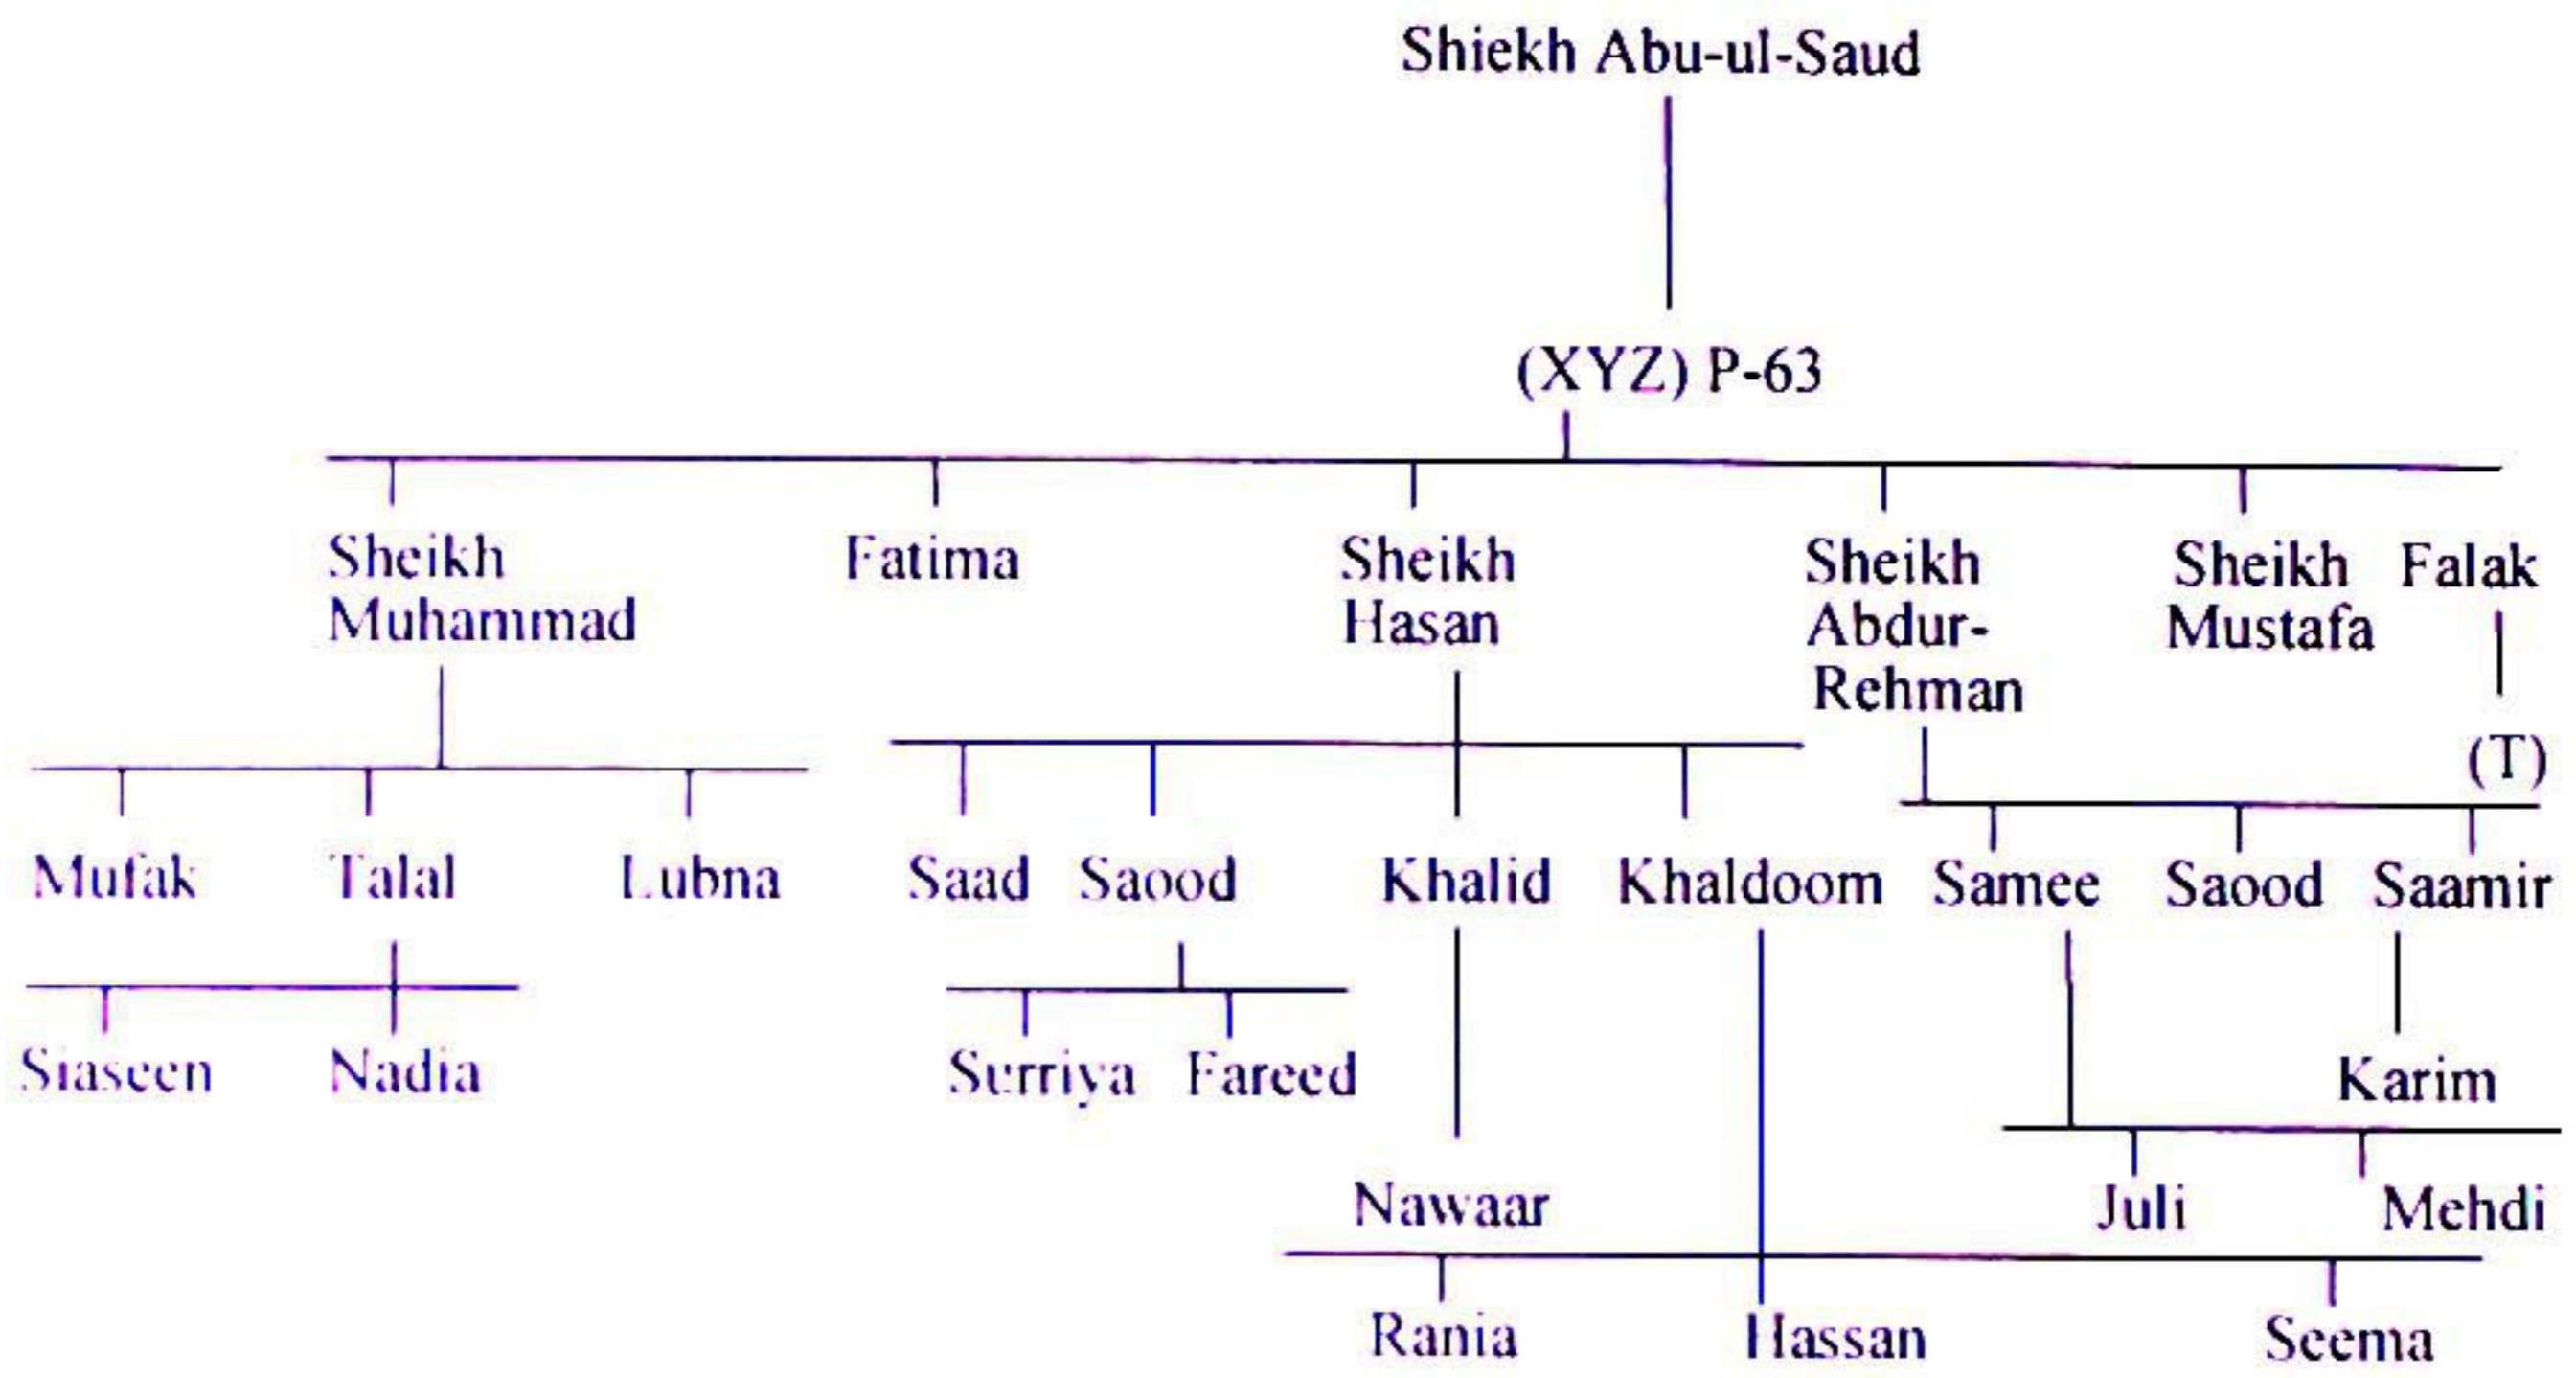 Shiekh Abu-ul-Saud
(XYZ) P-63
Sheikh Muhammad
Fatima
Sheikh Hasan
Sheikh Abdur-Rehman
Sheikh Mustafa
Falak
(T)
Mufak Talal Lubna Saad Saood Khalid Khaldoom Samee Saood Saamir
Siaseen Nadia Surriya Fareed Karim
Nawaar Juli Mehdi
Rania Hassan Seema